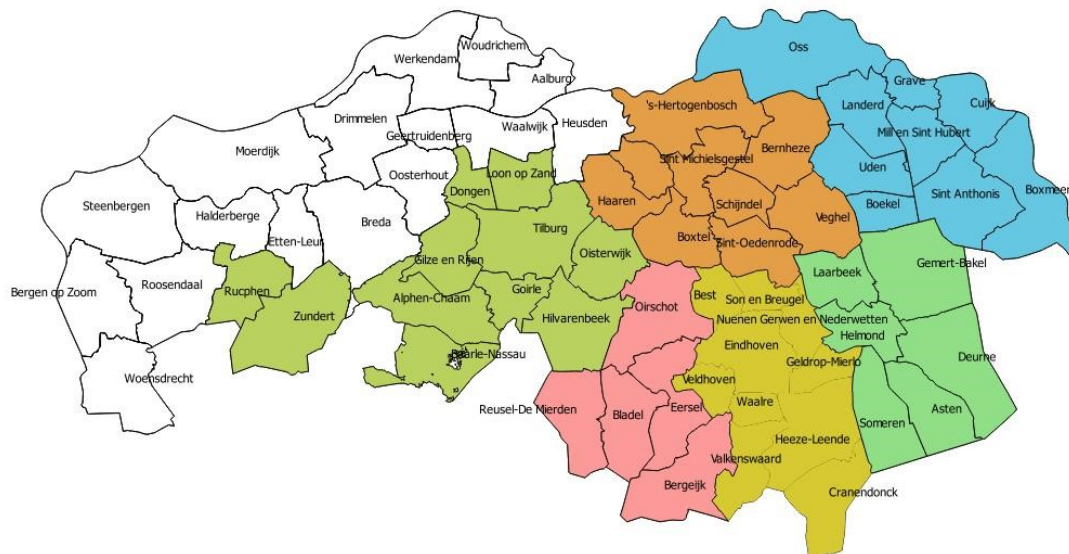 Woudrichem
Werkendam
Aalburg
Oss
Grave
Cuijk
Landerd
's-Hertogenbosch
Drimmelen
Geertruidenberg
Waalwijk
Heusden
Mill en Sint Hubert
Bernheze
Moerdijk
Sint Michielsgestel
Uden
Oosterhout
Loon op Zand
Dongen
Sint Anthonis
Boxmeer
Steenbergen
Halderberge
Haaren
Schijndel
Boekel
Breda
Etten-Leur
Tilburg
Boxtel
Sint-Oedenrode
Veghel
Oisterwijk
Gilze en Rijen
Gemert-Bakel
Laarbeek
Bergen op Zoom
Roosendaal
Rucphen
Goirle
Alphen-Chaam
Best
Son en Breugel
Oirschot
Hilvarenbeek
Zundert
Nuenen Gerwen en Nederwetten
Helmond
Eindhoven
Baarle-Nassau
Geldrop-Mierlo
Deurne
Woensdrecht
Veldhoven
Reusel-De Mierden
Bladel
Eersel
Waalre
Someren
Asten
Heeze-Leende
Valkenswaard
Bergeijk
Cranendonck